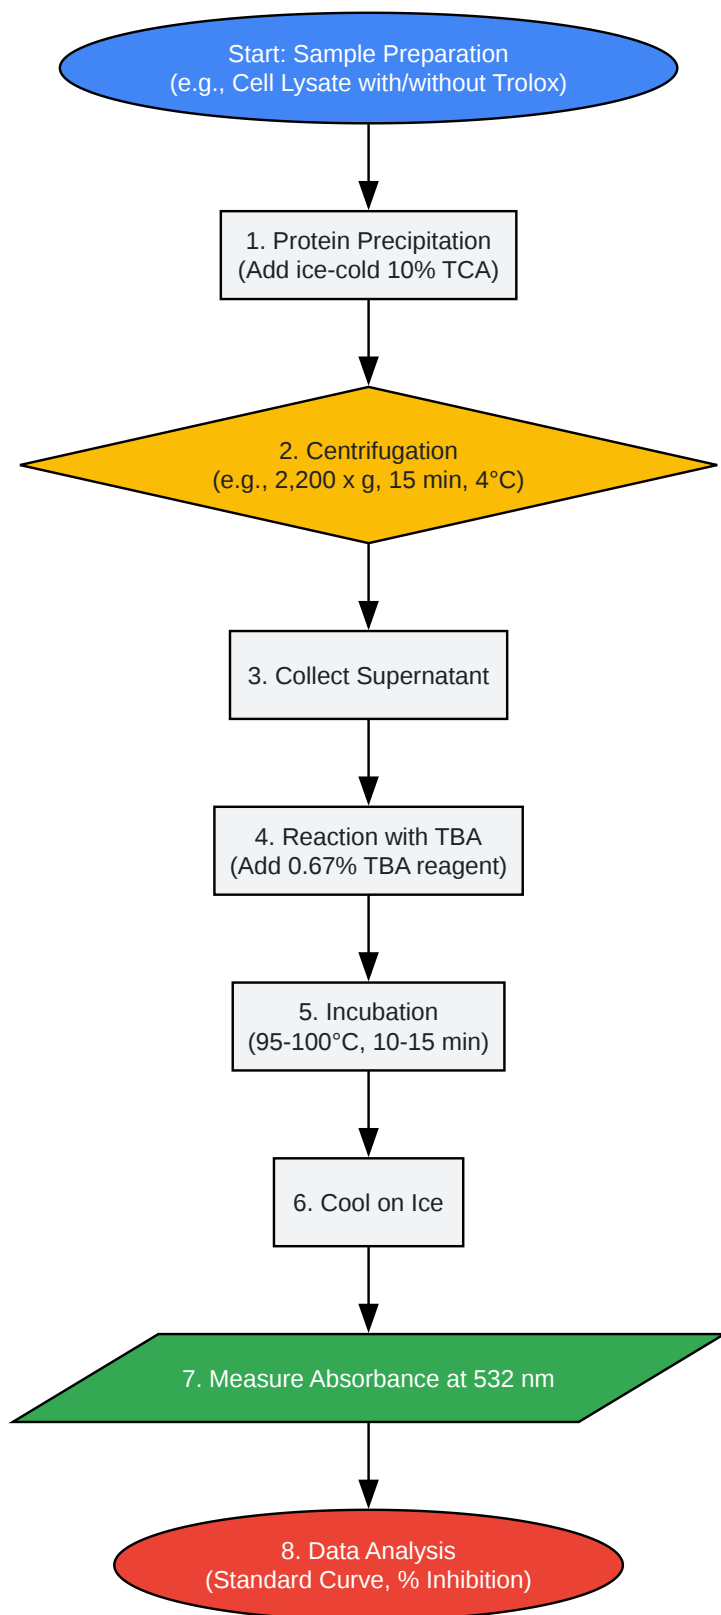 Start: Sample Preparation
(e.g., Cell Lysate with/without Trolox)
1. Protein Precipitation
(Add ice-cold 10% TCA)
2. Centrifugation
(e.g., 2,200 x g, 15 min, 4°C)
3. Collect Supernatant
4. Reaction with TBA
(Add 0.67% TBA reagent)
5. Incubation
(95-100°C, 10-15 min)
6. Cool on Ice
7. Measure Absorbance at 532 nm
8. Data Analysis
(Standard Curve, % Inhibition)